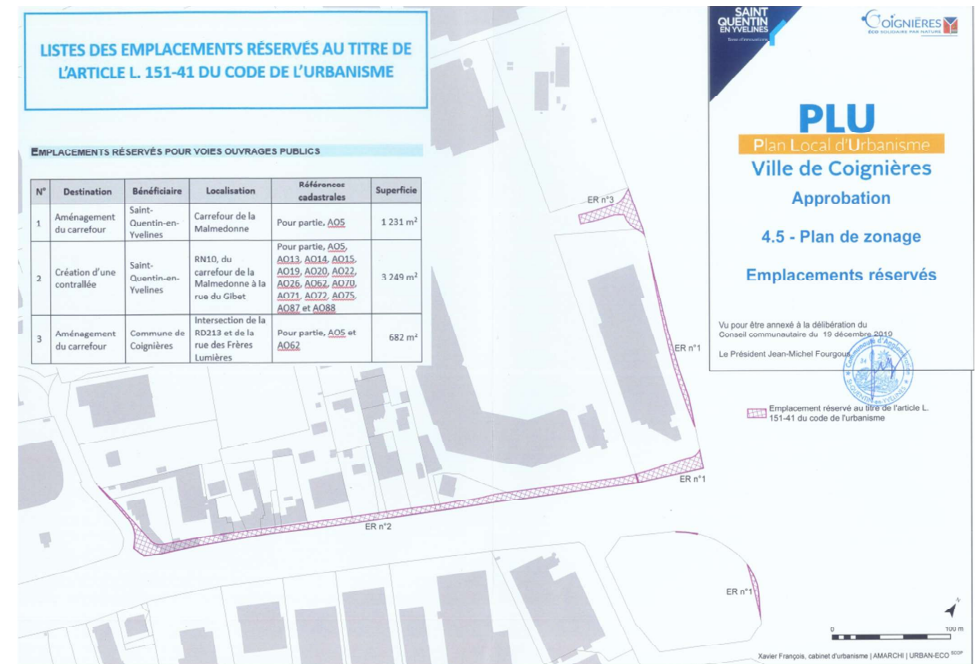 LISTES DES EMPLACEMENTS RÉSERVÉS AU TITRE DE
L'ARTICLE L. 151-41 DU CODE DE L'URBANISME
EMPLACEMENTS RÉSERVÉS POUR VOIES OUVRAGES PUBLICS
N° Destination Bénéficiaire Localisation Références cadastrales Superficie
1 Aménagement du carrefour Saint-Quentin-en-Yvelines Carrefour de la Malmedonne Pour partie, AO5 1 231 m²
2 Création d'une contrallée Saint-Quentin-en-Yvelines RN10, du carrefour de la Malmedonne à la rue du Gibet Pour partie, AO5, AO13, AO14, AO15, AO19, AO20, AO22, AO26, AO62, AO70, AO71, AO72, AO75, AO87 et AO88 3 249 m²
3 Aménagement du carrefour Commune de Coignières Intersection de la RD213 et de la rue des Frères Lumières Pour partie, AO5 et AO62 682 m²
SAINT
QUENTIN
EN YVELINES
COIGNIÈRES
PLU
Plan Local d'Urbanisme
Ville de Coignières
Approbation
4.5 - Plan de zonage
Emplacements réservés
Vu pour être annexé à la délibération du
Conseil communautaire du 19 décembre 2019
Le Président Jean-Michel Fourgous
Emplacement réservé au titre de l'article L.
151-41 du code de l'urbanisme
ER n°3
ER n°1
ER n°1
ER n°2
ER n°1
N
0 100 m
Xavier François, cabinet d'urbanisme | AMARCHI | URBAN-ECO SCOP